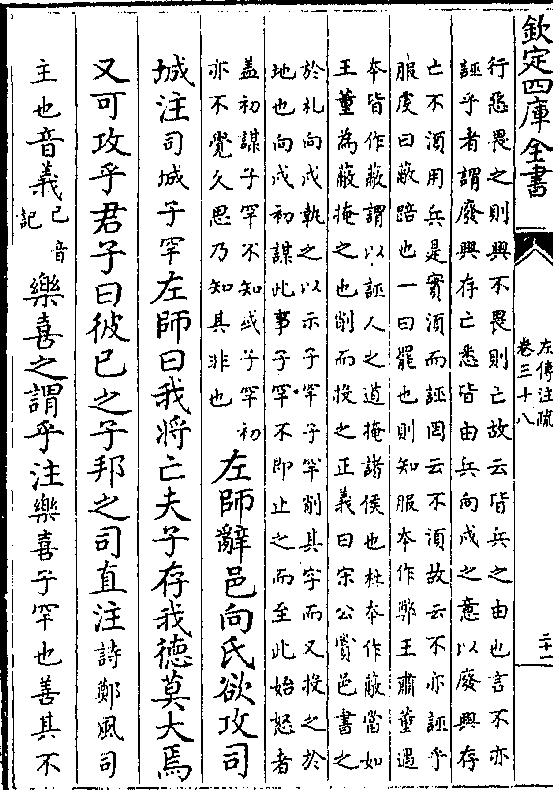 欽定四庫全書
左傳注疏
卷三十八
二十一
行惡畏之則興不畏則亡故云皆兵之由也言不亦
誣乎者謂廢興存亡悉皆由兵向戌之意以廢興存
亡不須用兵是實須而誣罔云不須故云不亦誣乎
服虔曰蔽踣也一曰罷也則知服本作弊王肅董遇
本皆作蔽謂以誣人之道掩諸侯也杜本作蔽當如
王董為蔽掩之也削而投之正義曰宋公賞邑書之
於札向戌執之以示子罕子罕削其字而又投之於
地也向戌初謀此事子罕不即止之而至此始怒者
盖初謀子罕不知或子罕初
亦不覺久思乃知其非也
左師辭邑向氏欲攻司
城注司城子罕左師曰我將亡夫子存我德莫大焉
又可攻乎君子曰彼已之子邦之司直注詩鄭風司
主也音義已音
記
樂喜之謂乎注樂喜子罕也善其不